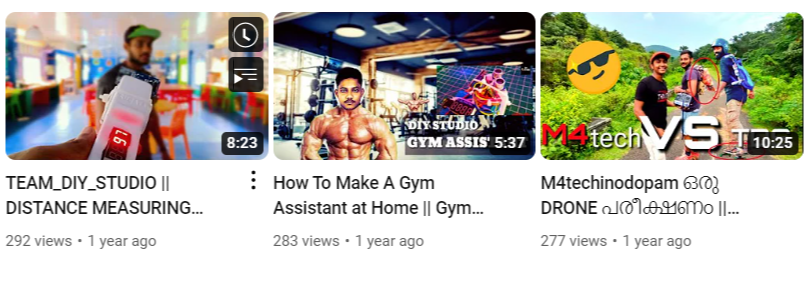 8:23
DIY STUDIO
GYM ASSIS
5:37
M4tech VS
10:25
TEAM_DIY_STUDIO ||
DISTANCE MEASURING...
292 views • 1 year ago
How To Make A Gym
Assistant at Home || Gym...
283 views • 1 year ago
M4techinodopam ഒരു
DRONE പരീക്ഷണം ||...
277 views • 1 year ago